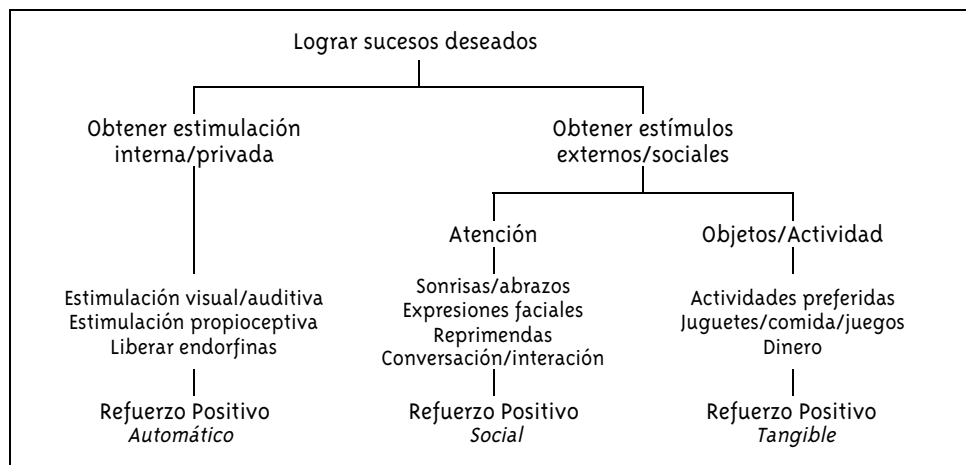 Lograr sucesos deseados
Obtener estimulación
interna/privada
Obtener estímulos
externos/sociales
Atención
Objetos/Actividad
Estimulación visual/auditiva
Estimulación propioceptiva
Liberar endorfinas
Sonrisas/abrazos
Expresiones faciales
Reprimendas
Conversación/interación
Actividades preferidas
Juguetes/comida/juegos
Dinero
Refuerzo Positivo
Automático
Refuerzo Positivo
Social
Refuerzo Positivo
Tangible